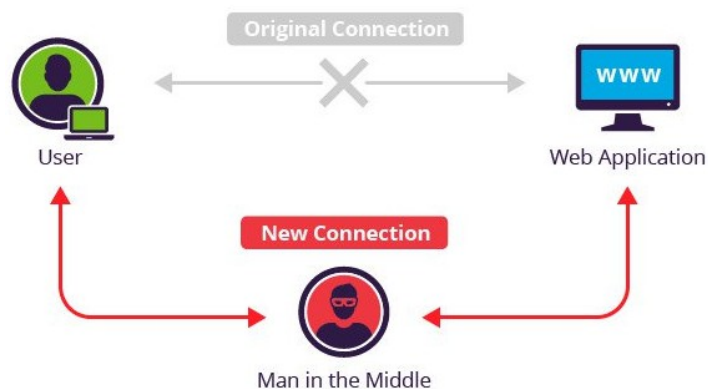 Original Connection
www
User
Web Application
New Connection
Man in the Middle